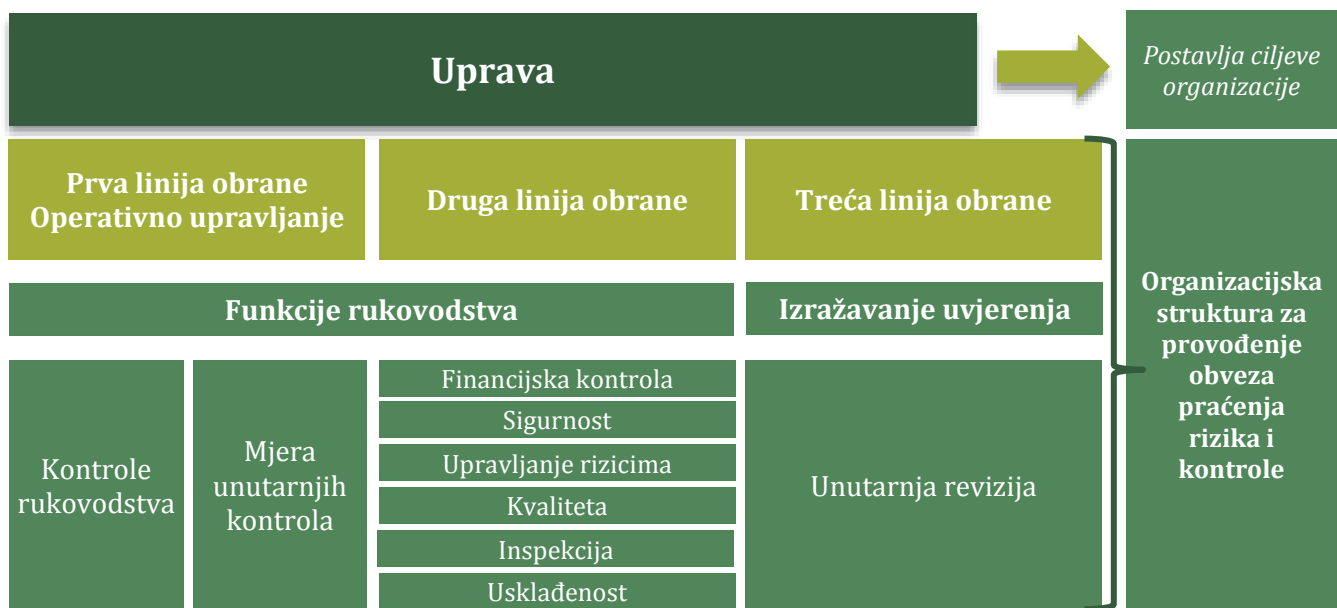 Uprava
Postavlja ciljeve
organizacije
Prva linija obrane
Operativno upravljanje
Druga linija obrane
Treća linija obrane
Funkcije rukovodstva
Izražavanje uvjerenja
Kontrole
rukovodstva
Mjera
unutarnjih
kontrola
Financijska kontrola
Sigurnost
Upravljanje rizicima
Kvaliteta
Inspekcija
Usklađenost
Unutarnja revizija
Organizacijska
struktura za
provođenje
obveza
praćenja
rizika i
kontrole